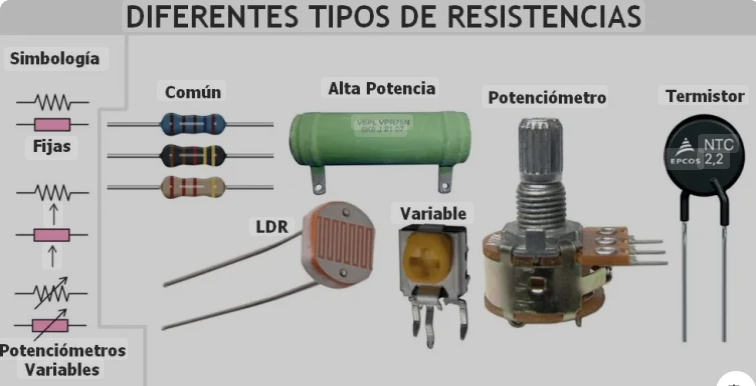 DIFERENTES TIPOS DE RESISTENCIAS
Simbología
Fijas
Potenciómetros
Variables
Común
Alta Potencia
Potenciómetro
Termistor
LDR
Variable
NTC
EPCOS 2,2